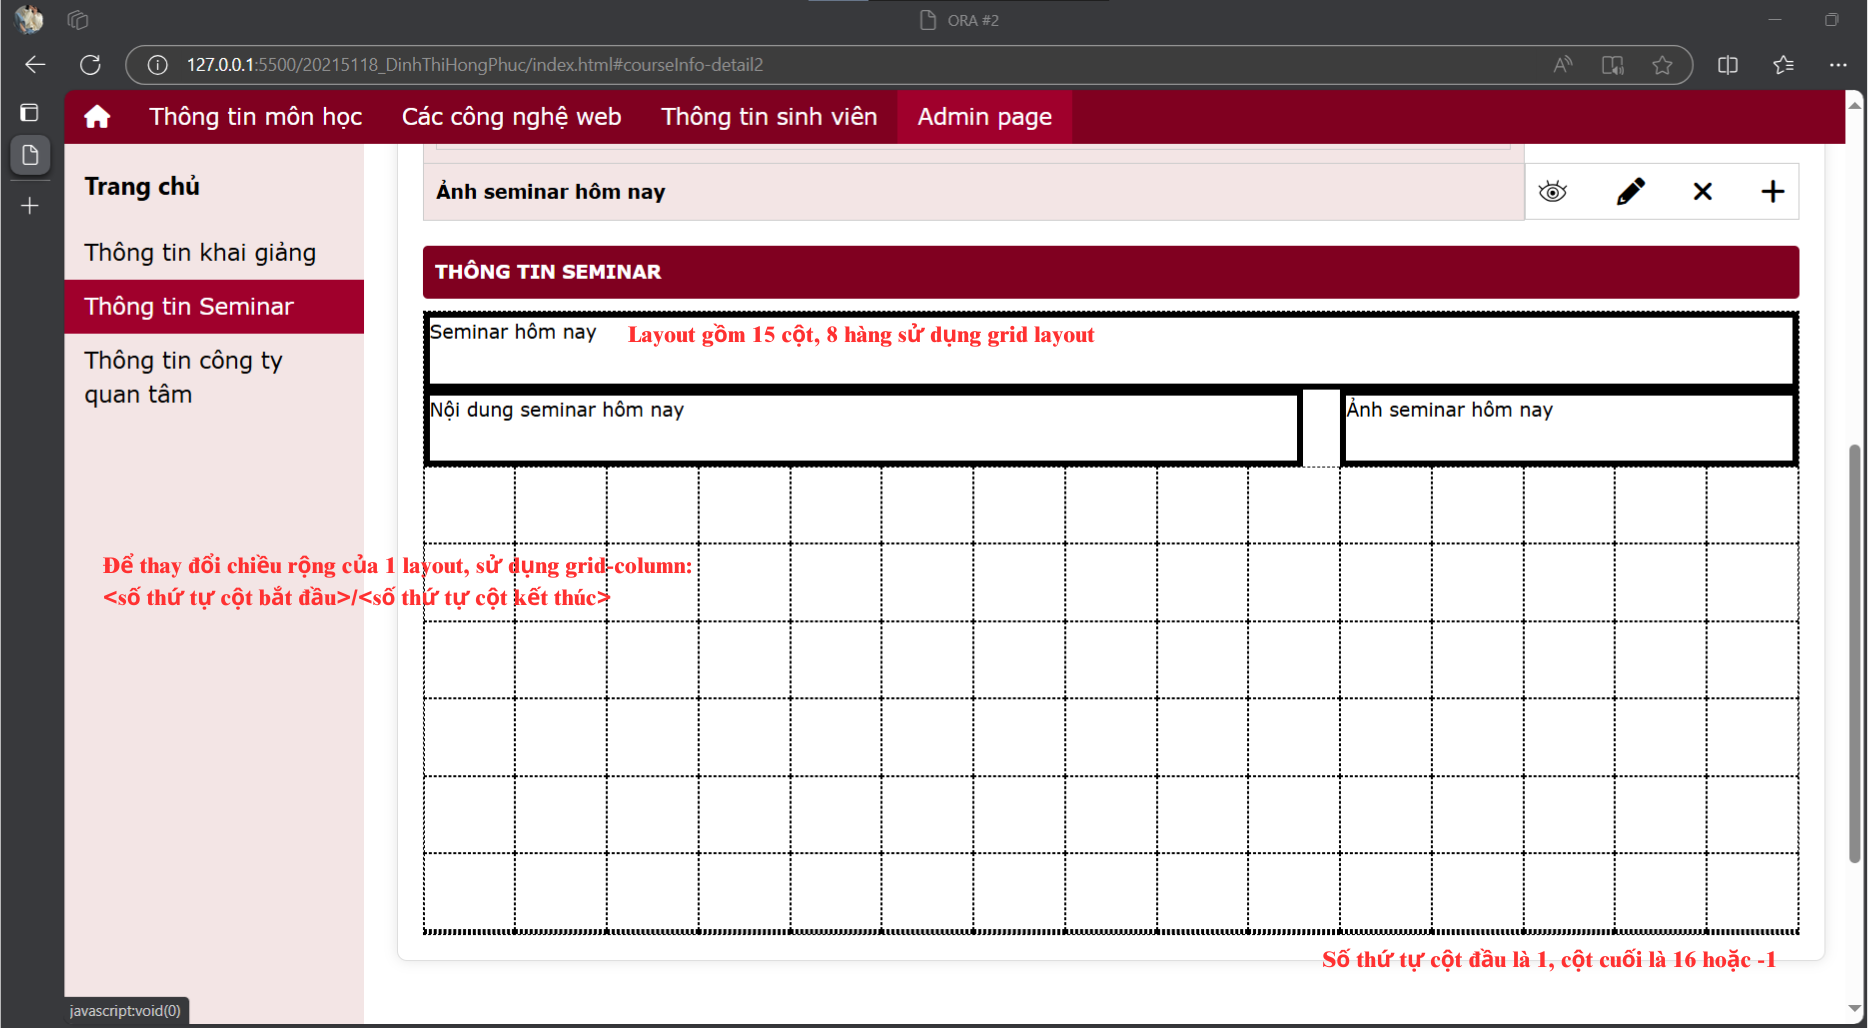 ORA #2
127.0.0.1:5500/20215118_DinhThiHongPhuc/index.html#courseInfo-detail2
Thông tin môn học
Các công nghệ web
Thông tin sinh viên
Admin page
Trang chủ
Thông tin khai giảng
Thông tin Seminar
Thông tin công ty
quan tâm
Ảnh seminar hôm nay
THÔNG TIN SEMINAR
Seminar hôm nay
Layout gồm 15 cột, 8 hàng sử dụng grid layout
Nội dung seminar hôm nay
Ảnh seminar hôm nay
Để thay đổi chiều rộng của 1 layout, sử dụng grid-column:
<số thứ tự cột bắt đầu>/<số thứ tự cột kết thúc>
Số thứ tự cột đầu là 1, cột cuối là 16 hoặc -1
javascript:void(0)